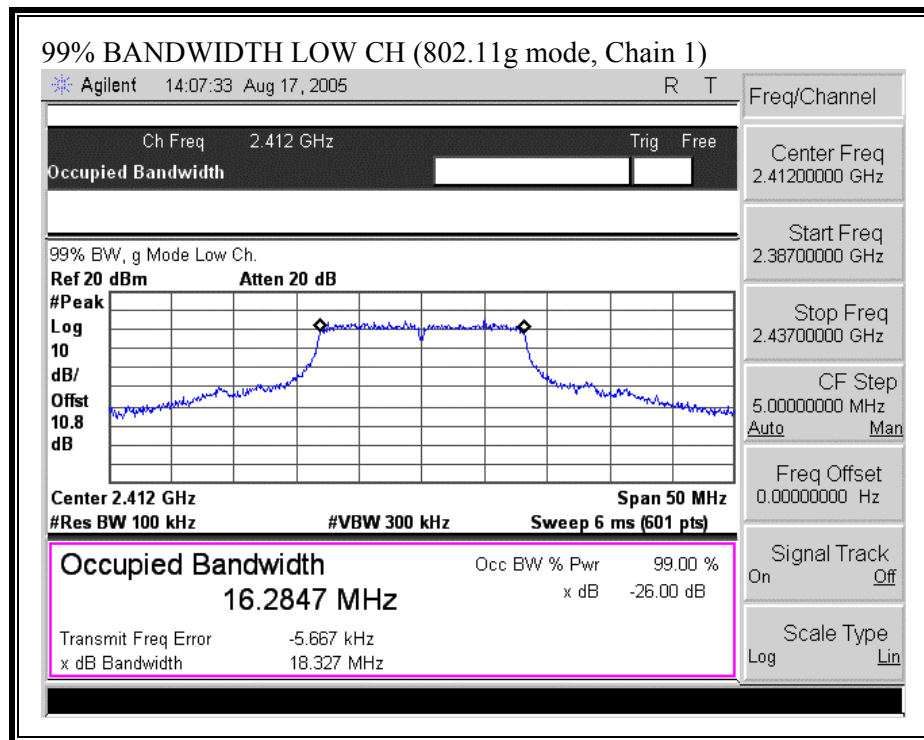 99% BANDWIDTH LOW CH (802.11g mode, Chain 1)
Agilent 14:07:33 Aug 17, 2005 R T
Freq/Channel
Ch Freq 2.412 GHz Trig Free
Occupied Bandwidth
Center Freq
2.41200000 GHz
Start Freq
2.38700000 GHz
Stop Freq
2.43700000 GHz
CF Step
5.00000000 MHz
Auto Man
Freq Offset
0.00000000 Hz
Signal Track
On Off
Scale Type
Log Lin
99% BW, g Mode Low Ch.
Ref 20 dBm Atten 20 dB
#Peak
Log
10
dB/
Offst
10.8
dB
Center 2.412 GHz Span 50 MHz
#Res BW 100 kHz #VBW 300 kHz Sweep 6 ms (601 pts)
Occupied Bandwidth
16.2847 MHz
Occ BW % Pwr 99.00 %
x dB -26.00 dB
Transmit Freq Error -5.667 kHz
x dB Bandwidth 18.327 MHz